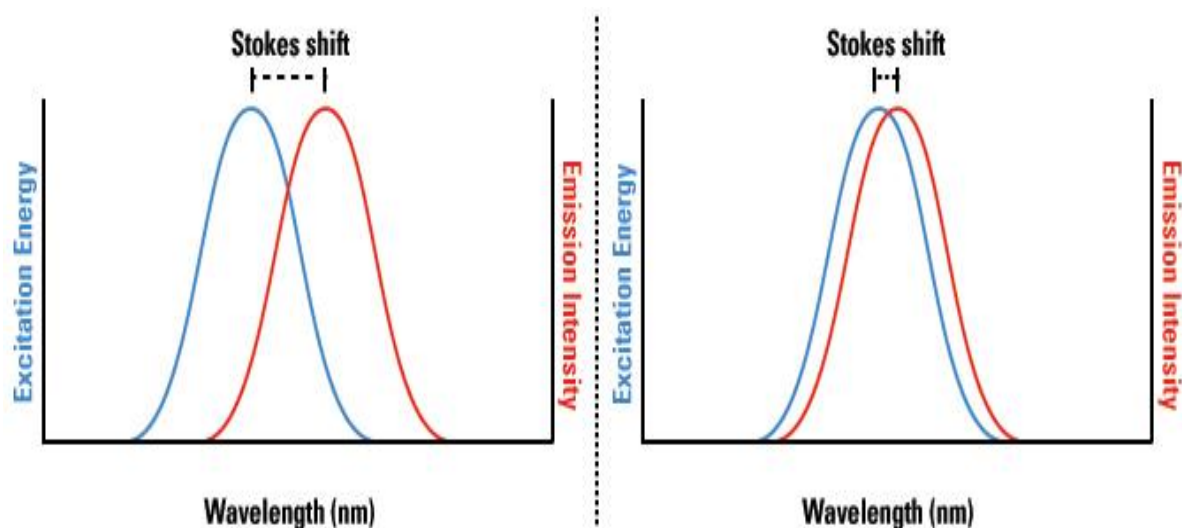 Stokes shift
Excitation Energy
Emission Intensity
Wavelength (nm)
Stokes shift
Excitation Energy
Emission Intensity
Wavelength (nm)